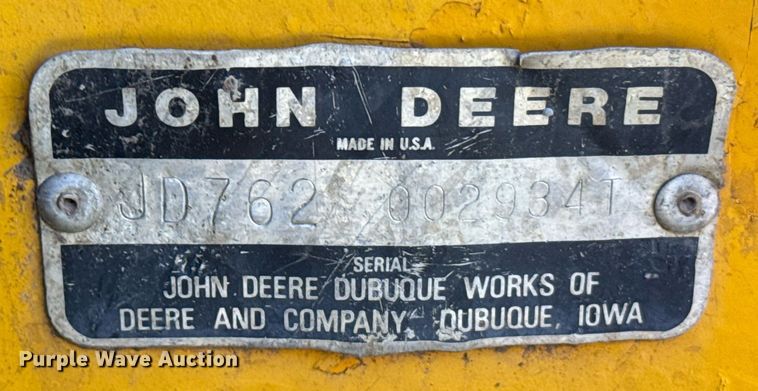 JOHN DEERE
MADE IN U.S.A.
JD762 002934T
SERIAL
JOHN DEERE DUBUQUE WORKS OF
DEERE AND COMPANY DUBUQUE, IOWA
Purple Wave Auction